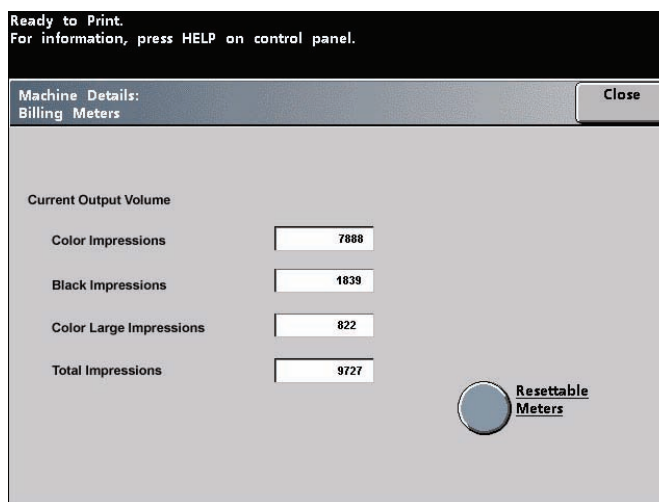 Ready to Print.
For information, press HELP on control panel.
Machine Details:
Billing Meters
Close
Current Output Volume
Color Impressions 7888
Black Impressions 1839
Color Large Impressions 822
Total Impressions 9727
Resettable
Meters